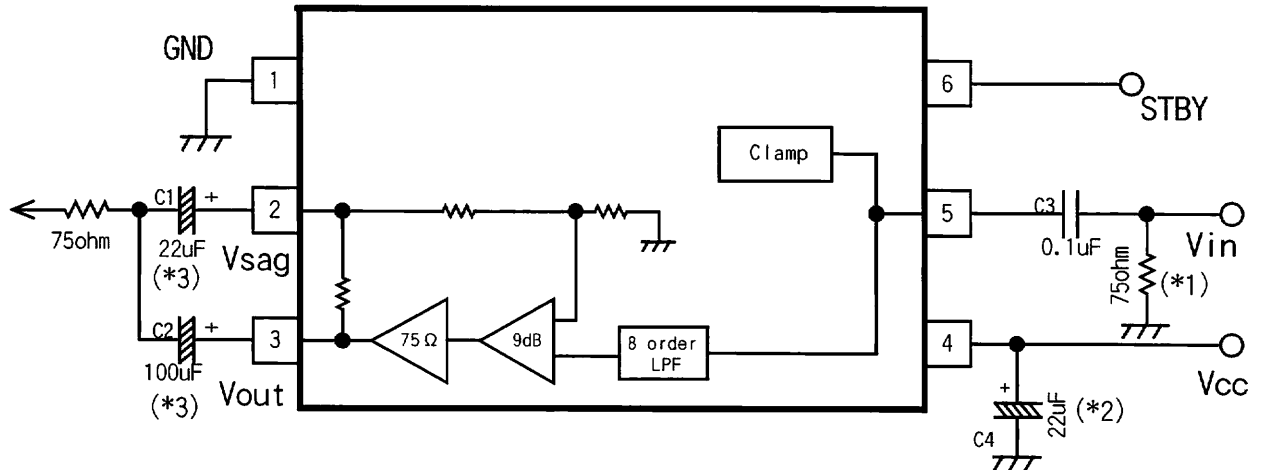 GND
1
6
STBY
Clamp
C1
+
2
5
C3
75ohm
22uF
Vsag
(*3)
0.1uF
Vin
75ohm
(*1)
C2
+
3
75Ω
9dB
8 order
LPF
4
100uF
Vout
(*3)
Vcc
+
22uF
(*2)
C4